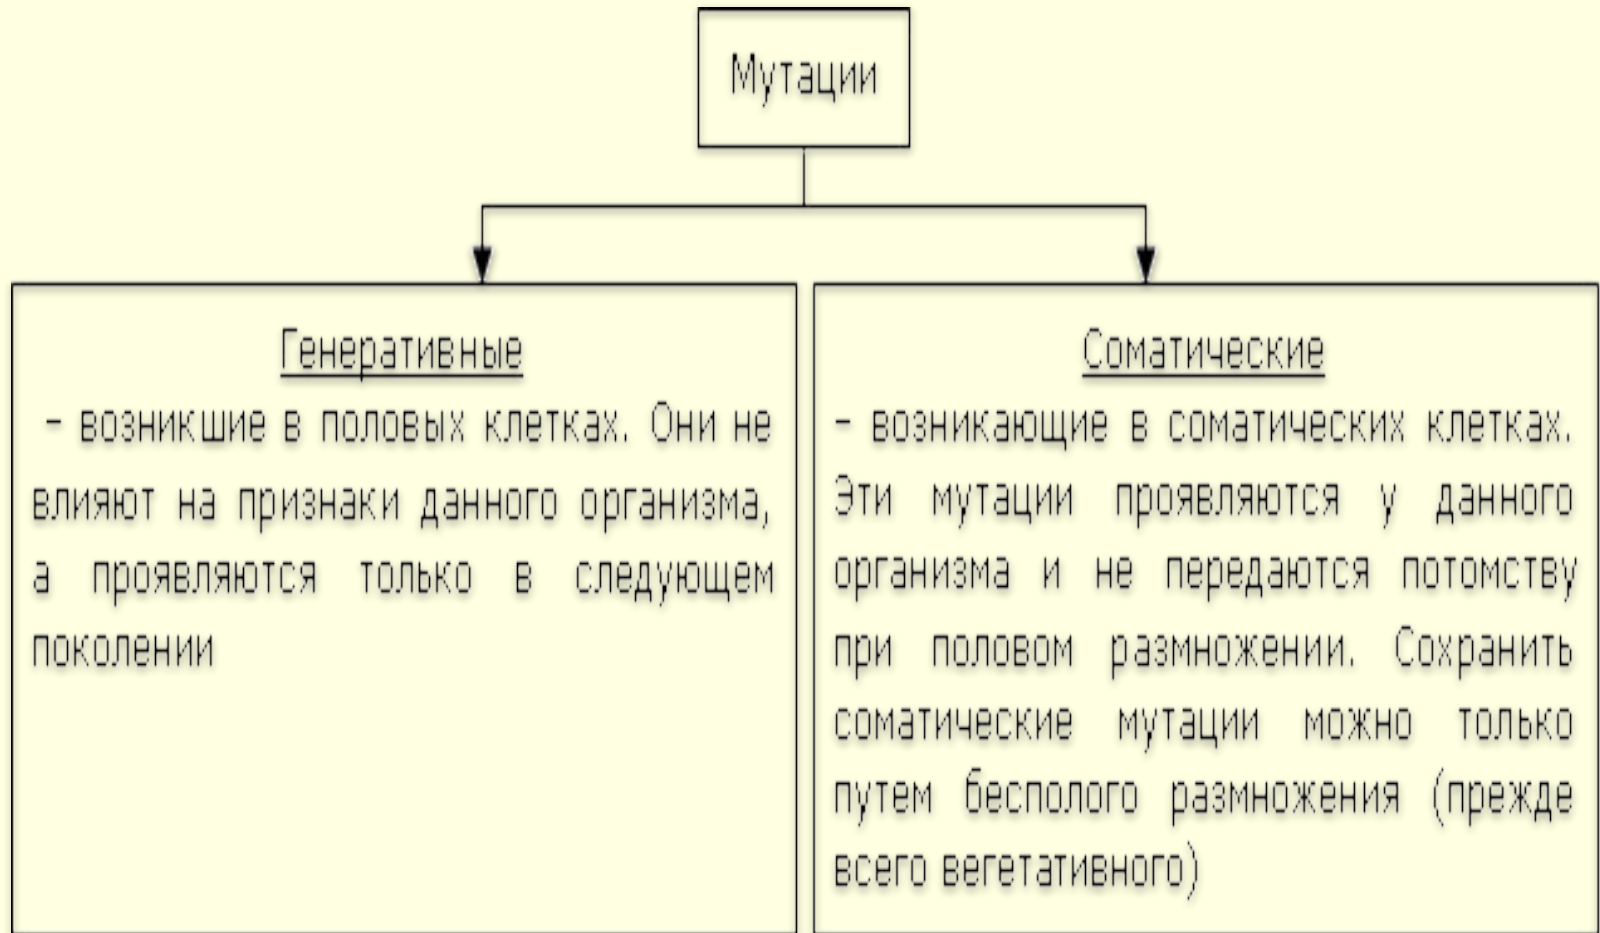 Мутации
Генеративные
– возникшие в половых клетках. Они не
влияют на признаки данного организма,
а проявляются только в следующем
поколении
Соматические
– возникающие в соматических клетках.
Эти мутации проявляются у данного
организма и не передаются потомству
при половом размножении. Сохранить
соматические мутации можно только
путем бесполого размножения (прежде
всего вегетативного)